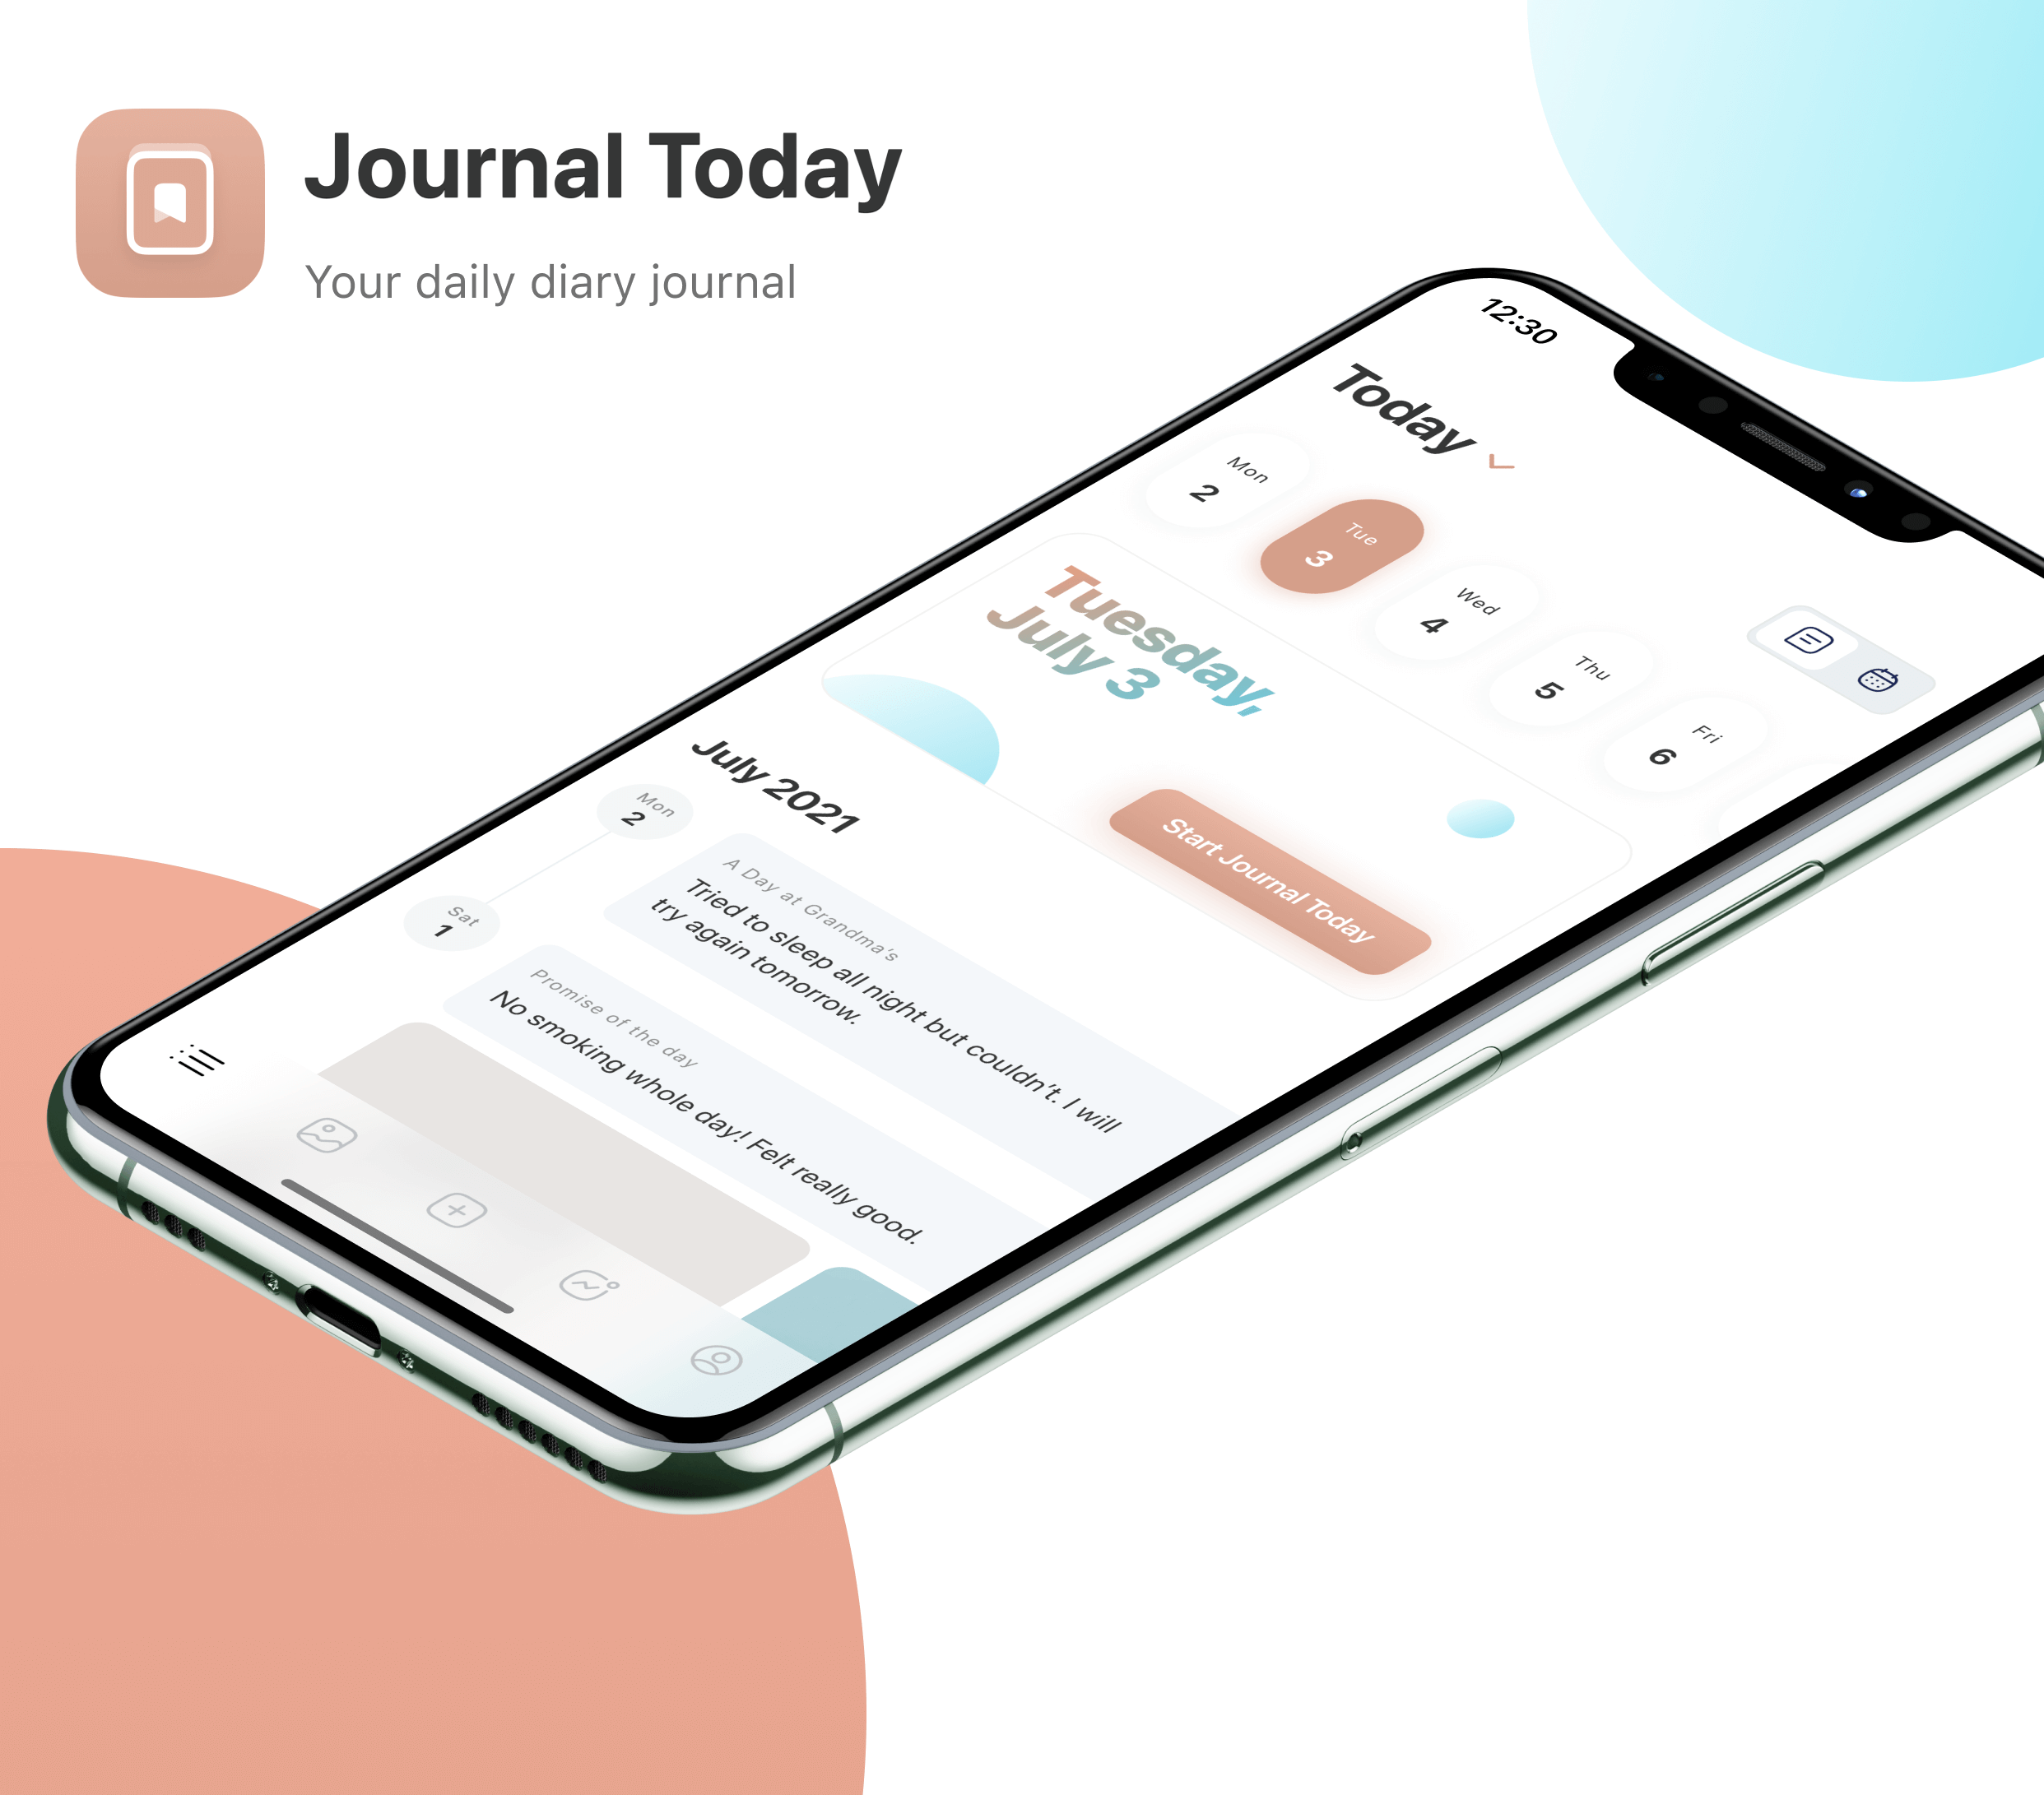 Journal Today
Your daily diary journal
12:30
Today
Mon
2
Tue
3
Wed
4
Thu
5
Fri
6
Tuesday,
July 3
Start Journal Today
July 2021
Mon
2
A Day at Grandma's
Tried to sleep all night but couldn't. I will
try again tomorrow.
Sat
1
Promise of the day
No smoking whole day! Felt really good.